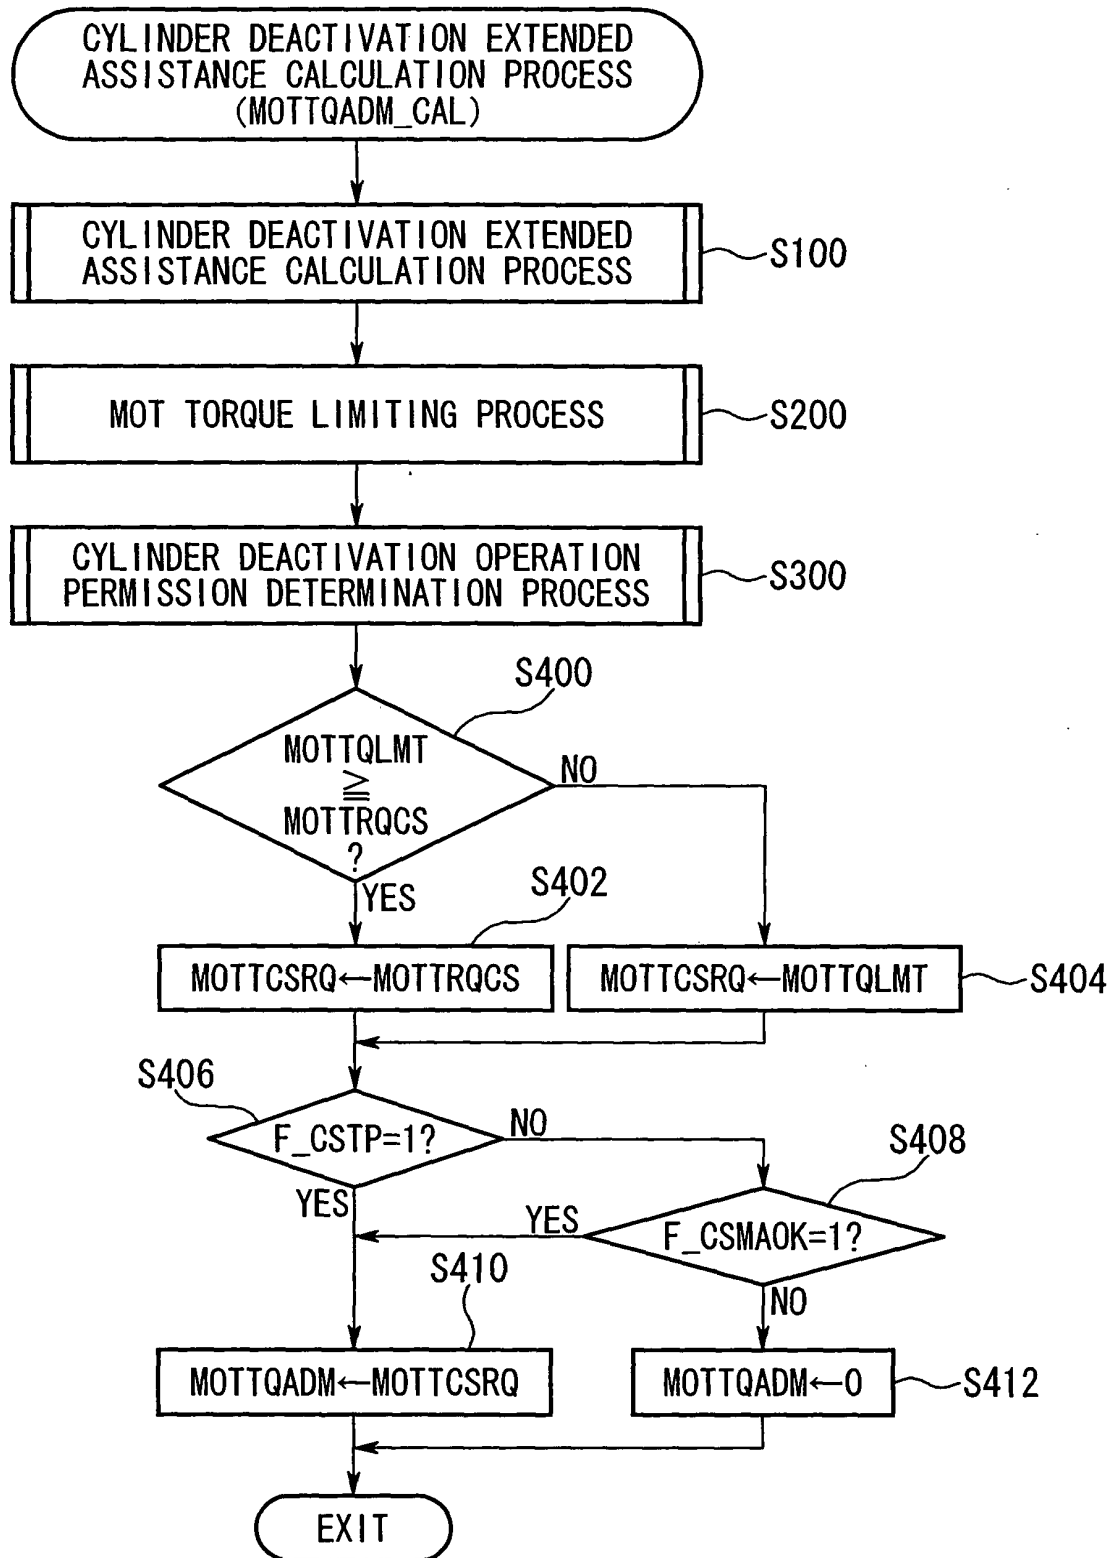 CYLINDER DEACTIVATION EXTENDED
ASSISTANCE CALCULATION PROCESS
(MOTTQADM_CAL)
CYLINDER DEACTIVATION EXTENDED
ASSISTANCE CALCULATION PROCESS
S100
MOT TORQUE LIMITING PROCESS
S200
CYLINDER DEACTIVATION OPERATION
PERMISSION DETERMINATION PROCESS
S300
S400
MOTTQLMT
≧
MOTTRQCS
?
NO
YES
S402
MOTTCSRQ←MOTTRQCS
MOTTCSRQ←MOTTQLMT
S404
S406
F_CSTP=1?
NO
YES
S408
F_CSMAOK=1?
YES
NO
S410
MOTTQADM←MOTTCSRQ
MOTTQADM←0
S412
EXIT